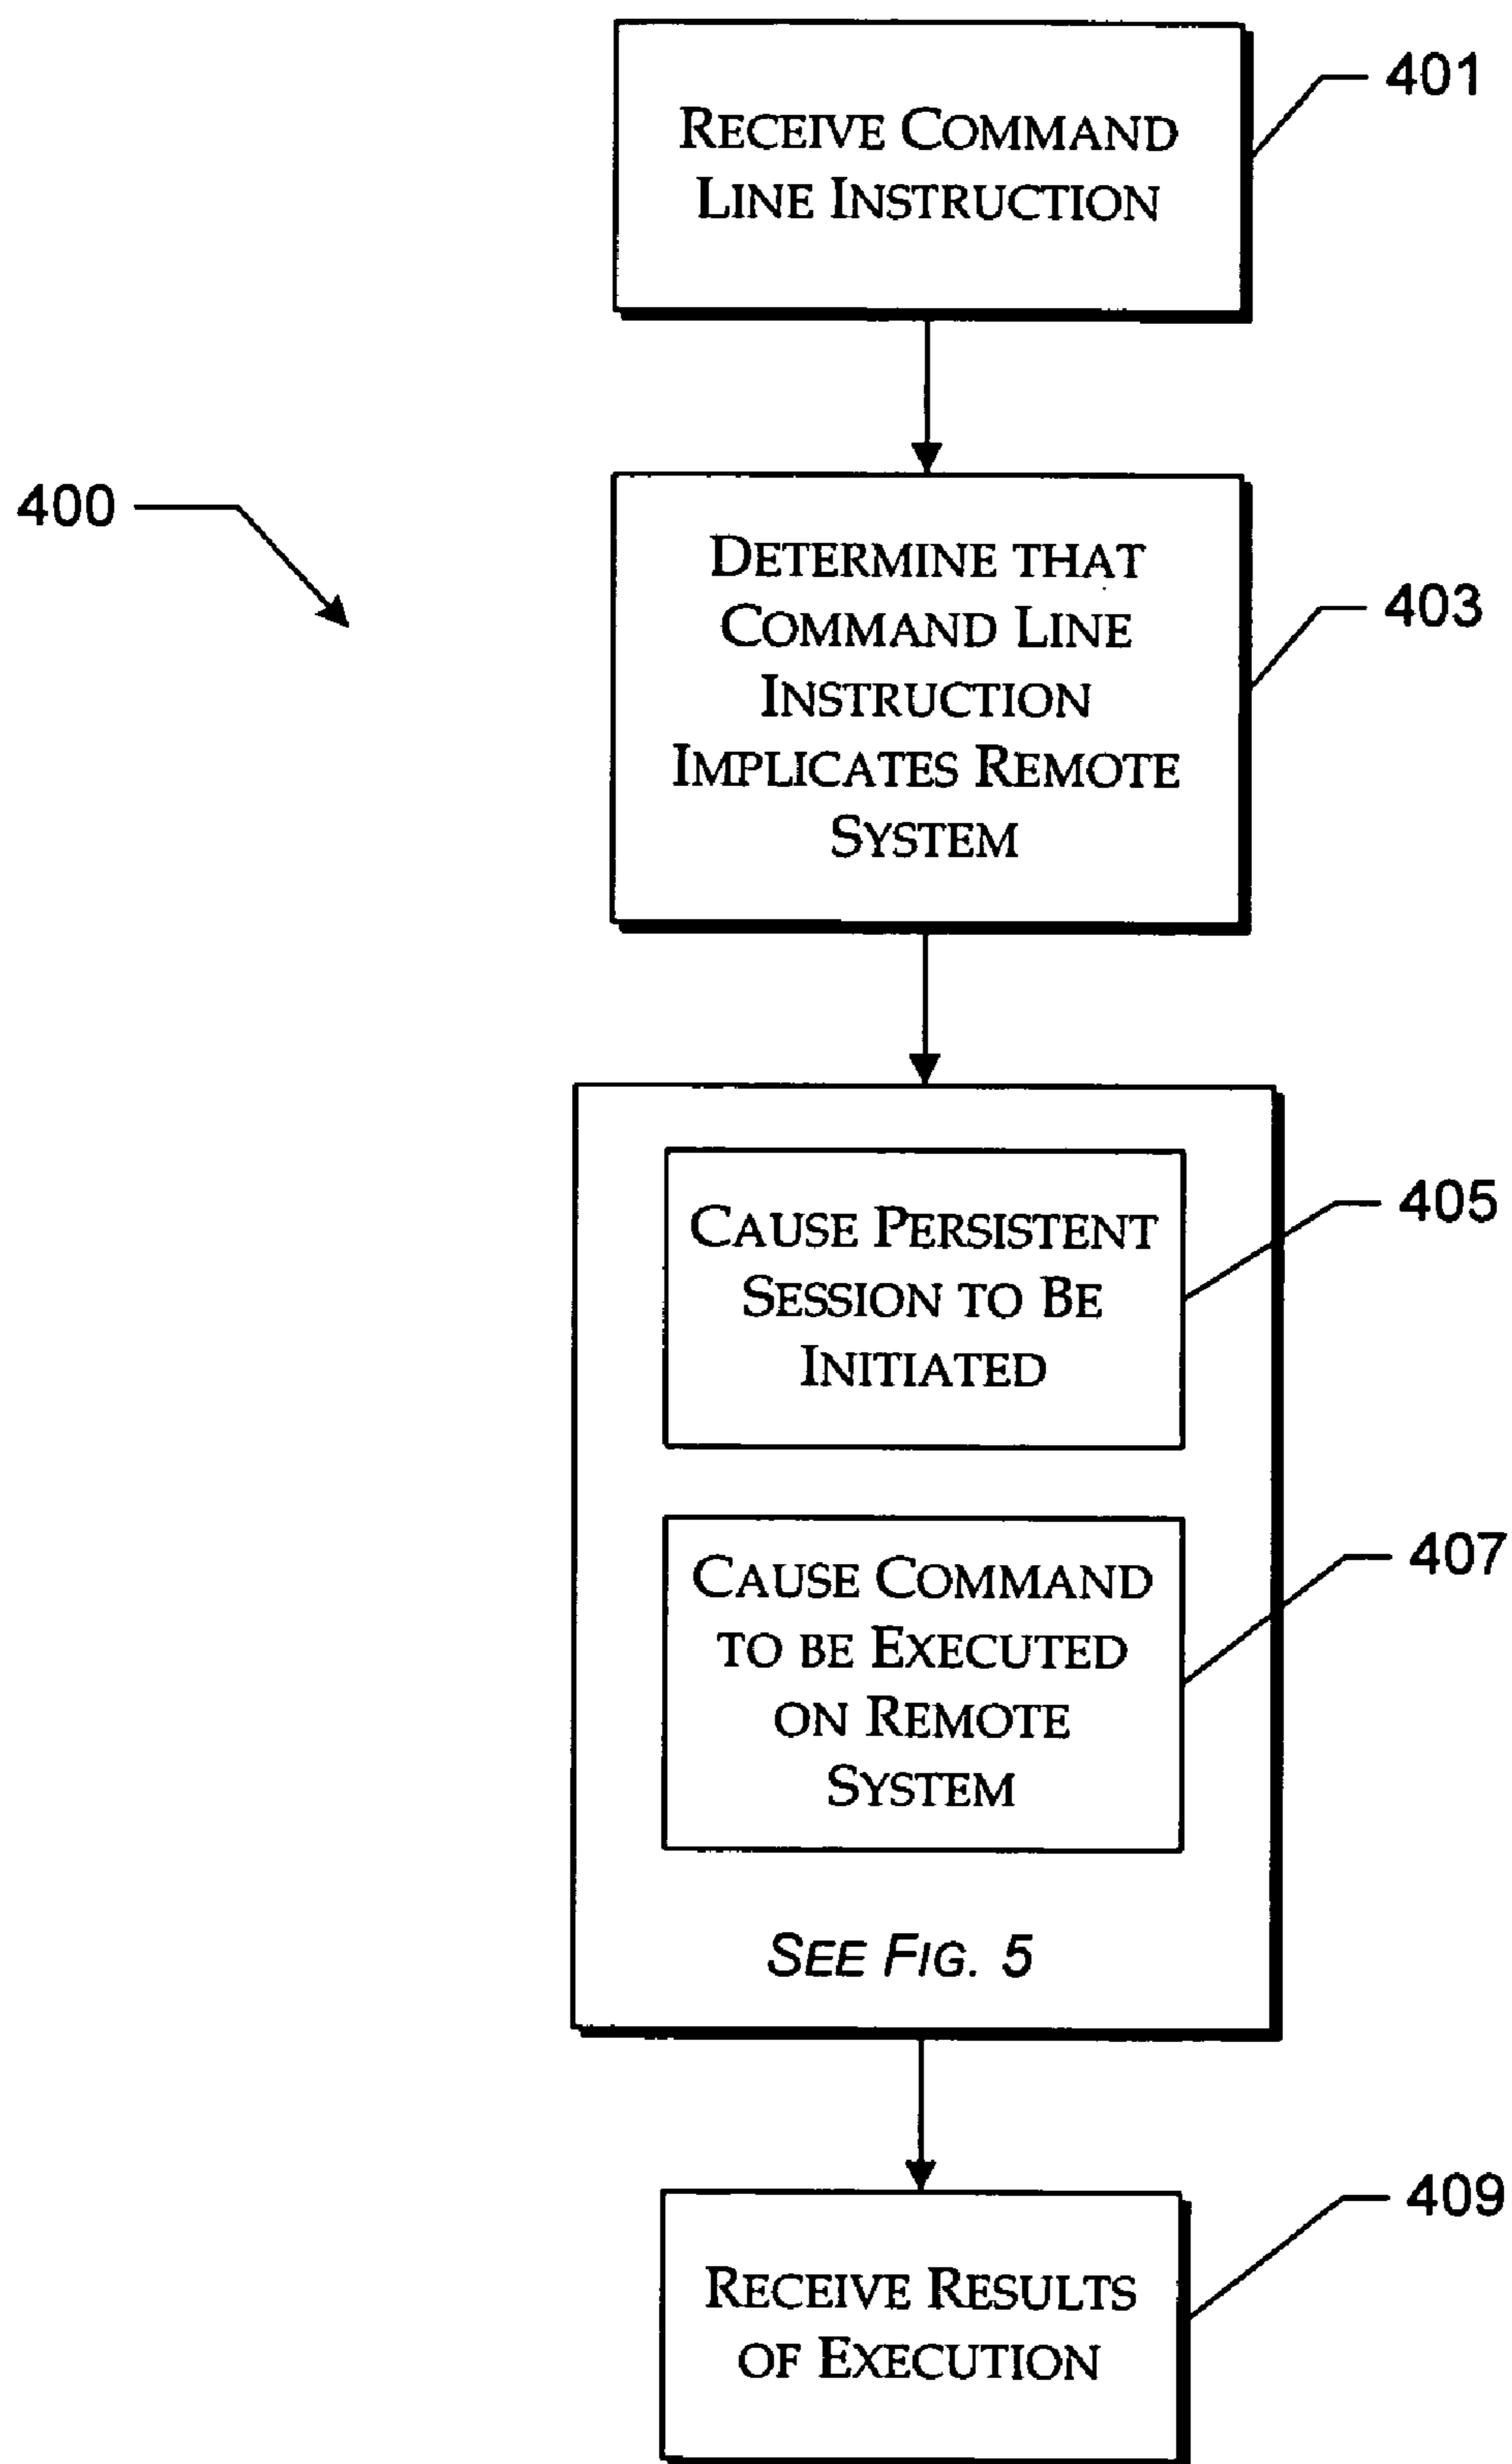 RECEIVE COMMAND
LINE INSTRUCTION
401
400
DETERMINE THAT
COMMAND LINE
INSTRUCTION
IMPLICATES REMOTE
SYSTEM
403
CAUSE PERSISTENT
SESSION TO BE
INITIATED
405
CAUSE COMMAND
TO BE EXECUTED
ON REMOTE
SYSTEM
407
SEE FIG. 5
RECEIVE RESULTS
OF EXECUTION
409